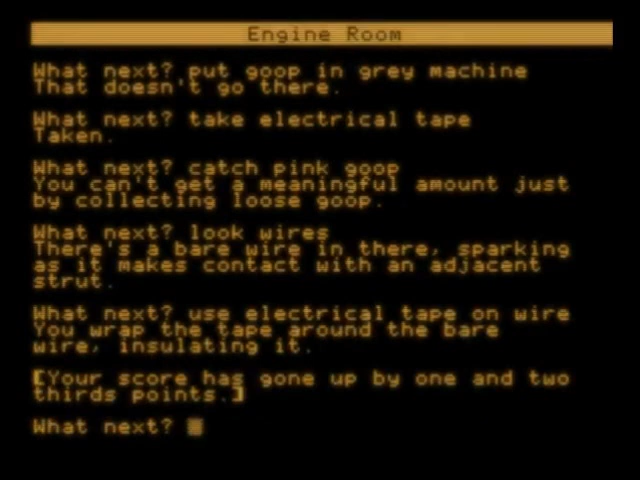 Engine Room
What next? put goop in grey machine
That doesn't go there.
What next? take electrical tape
Taken.
What next? catch pink goop
You can't get a meaningful amount just
by collecting loose goop.
What next? look wires
There's a bare wire in there, sparking
as it makes contact with an adjacent
strut.
What next? use electrical tape on wire
You wrap the tape around the bare
wire, insulating it.
[Your score has gone up by one and two
thirds points.]
What next?